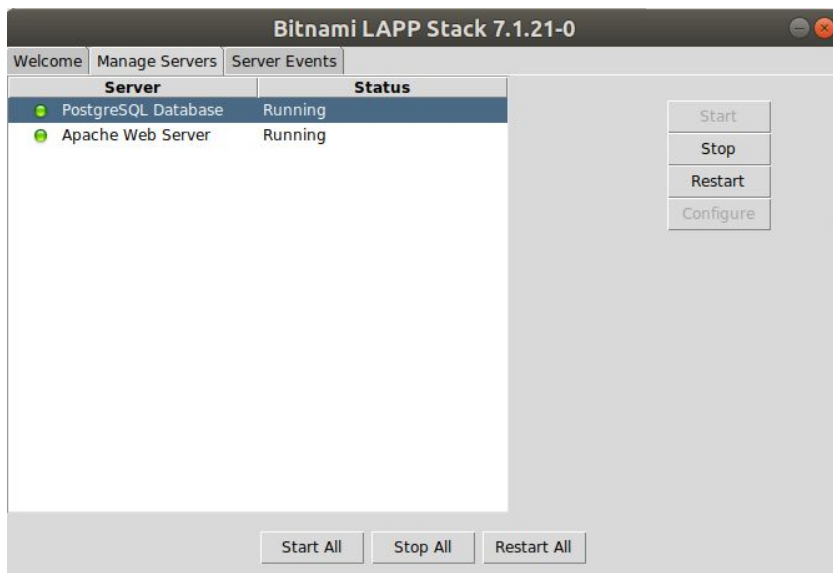 Bitnami LAPP Stack 7.1.21-0
Welcome Manage Servers Server Events
Server Status
PostgreSQL Database Running
Apache Web Server Running
Start
Stop
Restart
Configure
Start All Stop All Restart All